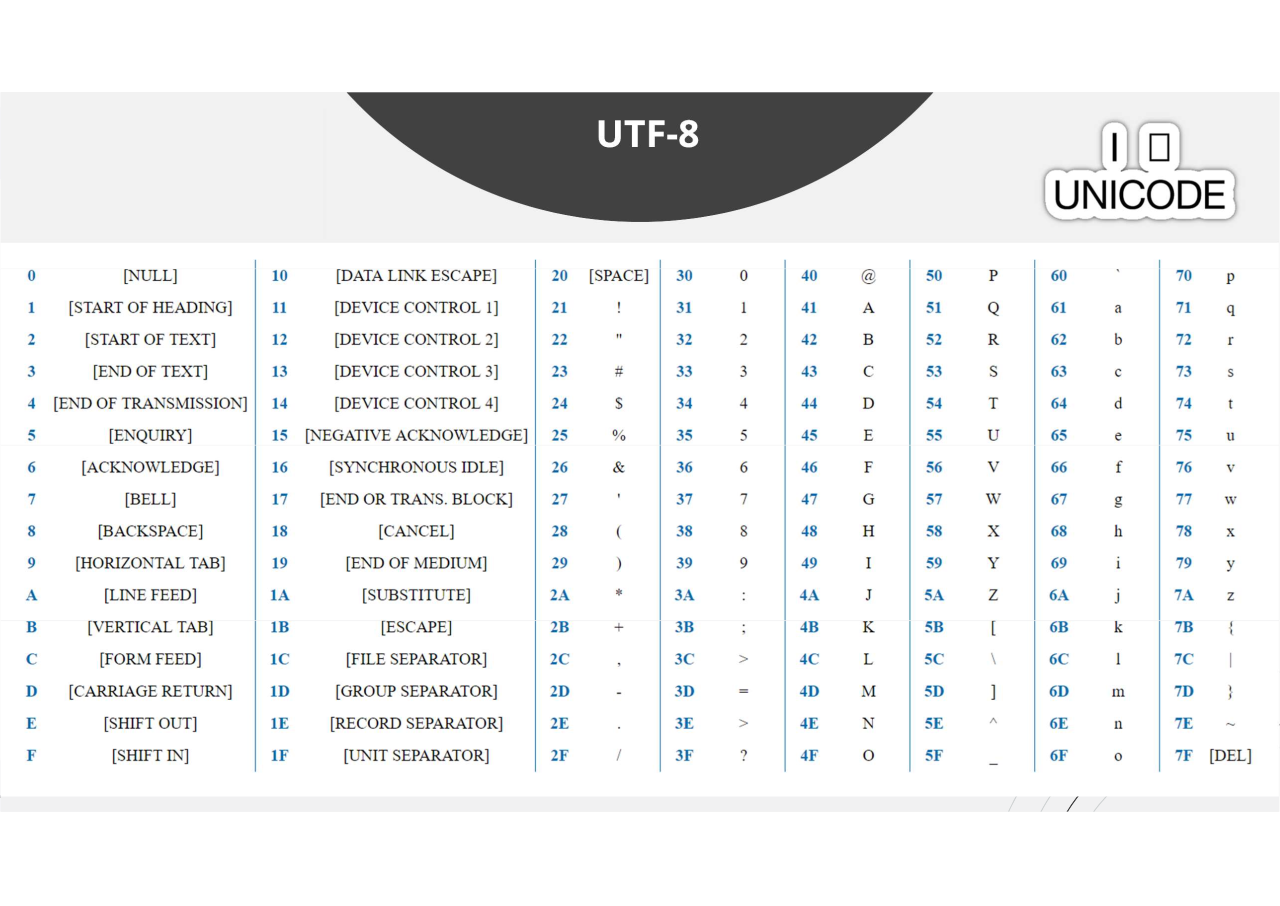 UTF-8
I □
UNICODE
0 [NULL] 10 [DATA LINK ESCAPE] 20 [SPACE] 30 0 40 @ 50 P 60 ` 70 p
1 [START OF HEADING] 11 [DEVICE CONTROL 1] 21 ! 31 1 41 A 51 Q 61 a 71 q
2 [START OF TEXT] 12 [DEVICE CONTROL 2] 22 " 32 2 42 B 52 R 62 b 72 r
3 [END OF TEXT] 13 [DEVICE CONTROL 3] 23 # 33 3 43 C 53 S 63 c 73 s
4 [END OF TRANSMISSION] 14 [DEVICE CONTROL 4] 24 $ 34 4 44 D 54 T 64 d 74 t
5 [ENQUIRY] 15 [NEGATIVE ACKNOWLEDGE] 25 % 35 5 45 E 55 U 65 e 75 u
6 [ACKNOWLEDGE] 16 [SYNCHRONOUS IDLE] 26 & 36 6 46 F 56 V 66 f 76 v
7 [BELL] 17 [END OR TRANS. BLOCK] 27 ' 37 7 47 G 57 W 67 g 77 w
8 [BACKSPACE] 18 [CANCEL] 28 ( 38 8 48 H 58 X 68 h 78 x
9 [HORIZONTAL TAB] 19 [END OF MEDIUM] 29 ) 39 9 49 I 59 Y 69 i 79 y
A [LINE FEED] 1A [SUBSTITUTE] 2A * 3A : 4A J 5A Z 6A j 7A z
B [VERTICAL TAB] 1B [ESCAPE] 2B + 3B ; 4B K 5B [ 6B k 7B {
C [FORM FEED] 1C [FILE SEPARATOR] 2C , 3C > 4C L 5C \ 6C l 7C |
D [CARRIAGE RETURN] 1D [GROUP SEPARATOR] 2D - 3D = 4D M 5D ] 6D m 7D }
E [SHIFT OUT] 1E [RECORD SEPARATOR] 2E . 3E > 4E N 5E ^ 6E n 7E ~
F [SHIFT IN] 1F [UNIT SEPARATOR] 2F / 3F ? 4F O 5F _ 6F o 7F [DEL]